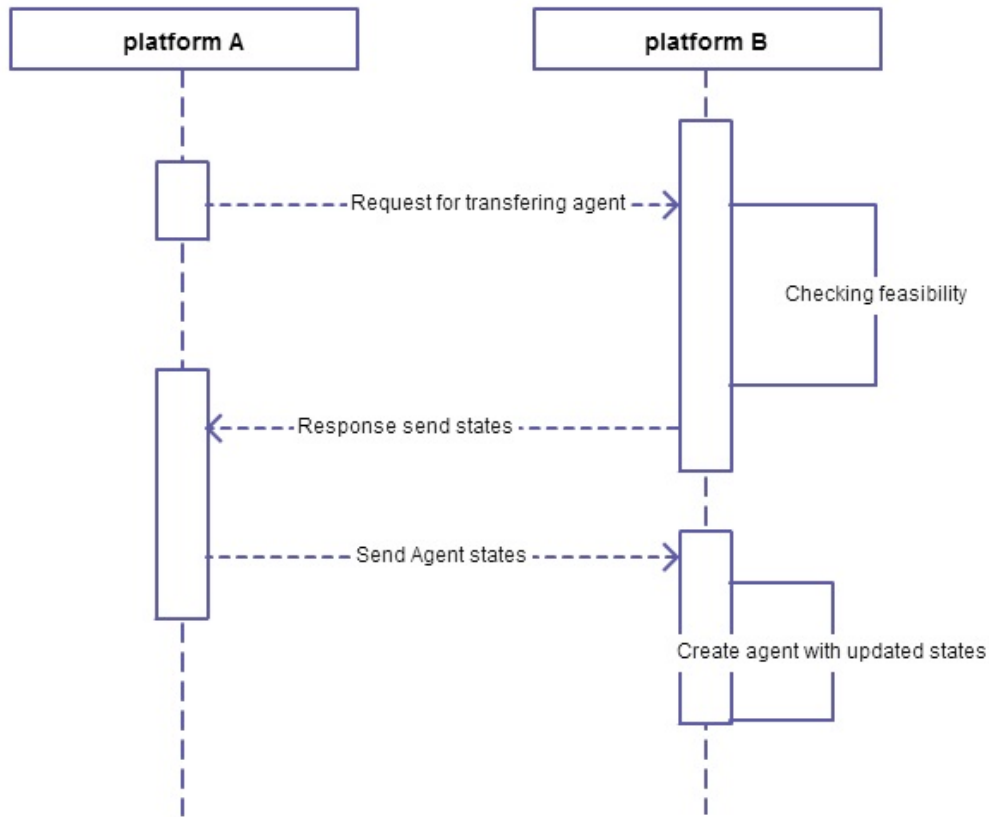 platform A
platform B
Request for transfering agent
Checking feasibility
Response send states
Send Agent states
Create agent with updated states